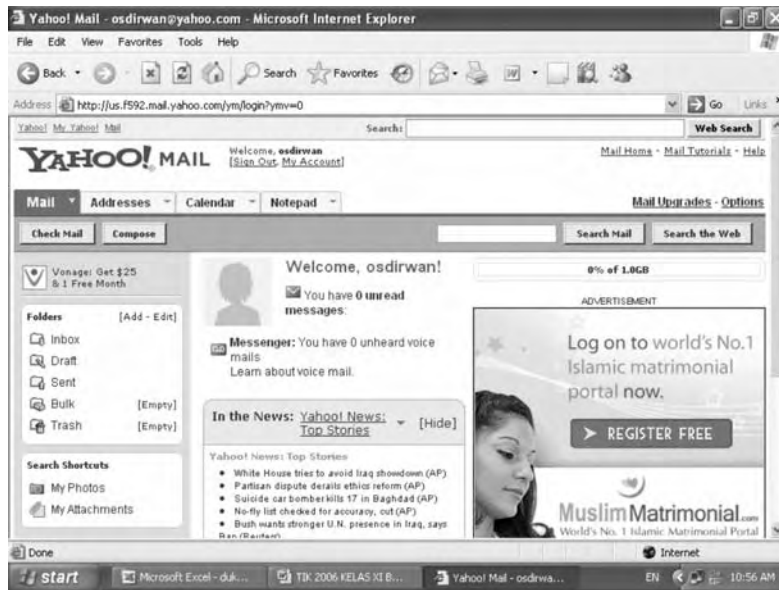 Yahoo! Mail - osdirwan@yahoo.com - Microsoft Internet Explorer
File Edit View Favorites Tools Help
Back Search Favorites
Address http://us.f592.mail.yahoo.com/ym/login?ymv=0 Go Links
Yahoo! My Yahoo! Mail Search: Web Search
YAHOO! MAIL
Welcome, osdirwan
[Sign Out, My Account]
Mail Home - Mail Tutorials - Help
Mail Addresses Calendar Notepad Mail Upgrades - Options
Check Mail Compose Search Mail Search the Web
Vonage: Get $25
& 1 Free Month
Folders [Add - Edit]
Inbox
Draft
Sent
Bulk [Empty]
Trash [Empty]
Search Shortcuts
My Photos
My Attachments
Welcome, osdirwan!
You have 0 unread
messages:
Messenger: You have 0 unheard voice
mails
Learn about voice mail.
In the News: Yahoo! News:
Top Stories [Hide]
Yahoo! News: Top Stories
White House tries to avoid Iraq showdown (AP)
Partisan dispute derails ethics reform (AP)
Suicide car bomber kills 17 in Baghdad (AP)
No-fly list checked for accuracy, cut (AP)
Bush wants stronger U.N. presence in Iraq, says
Ban (Reuters)
0% of 1.0GB
ADVERTISEMENT
Log on to world's No.1
Islamic matrimonial
portal now.
REGISTER FREE
MuslimMatrimonial.com
World's No. 1 Islamic Matrimonial Portal
Done Internet
start Microsoft Excel - duk... TIK 2006 KELAS XI B... Yahoo! Mail - osdirwa... EN 10:56 AM